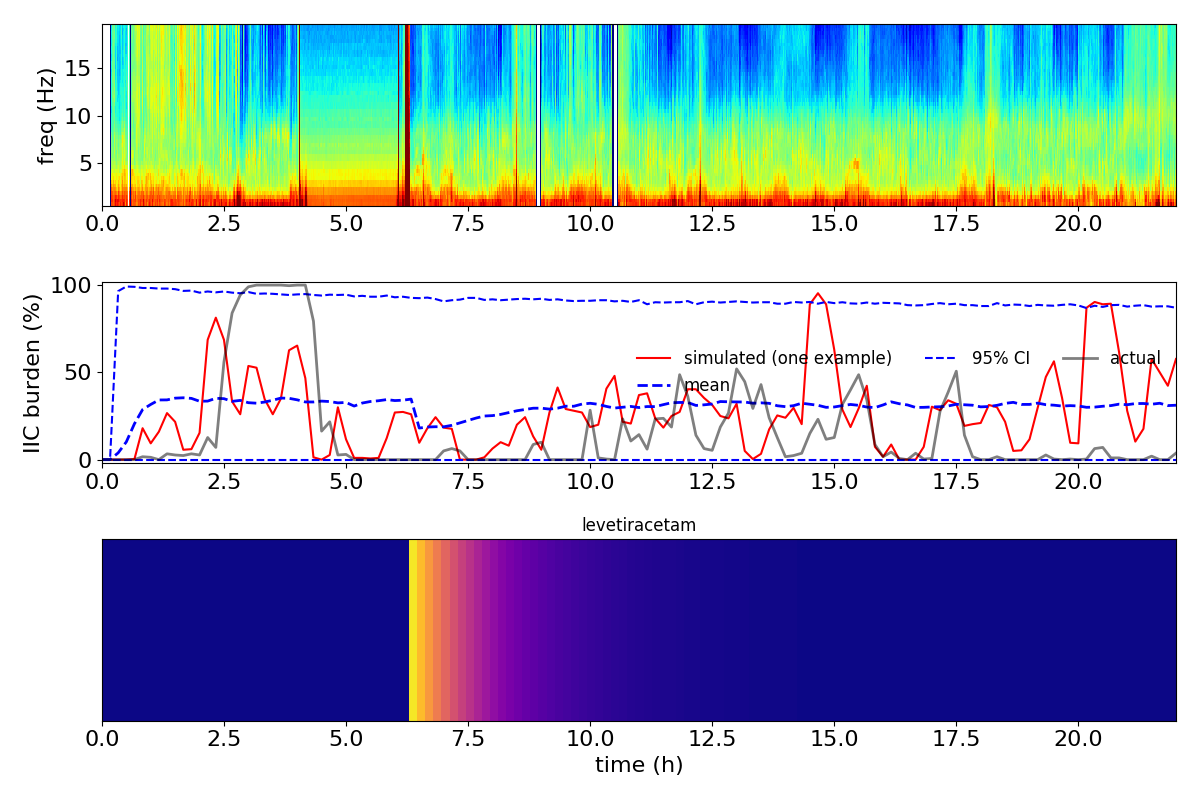 freq (Hz)
15
10
5
0.0 2.5 5.0 7.5 10.0 12.5 15.0 17.5 20.0
IIC burden (%)
100
50
0
simulated (one example) 95% CI actual
mean
0.0 2.5 5.0 7.5 10.0 12.5 15.0 17.5 20.0
levetiracetam
0.0 2.5 5.0 7.5 10.0 12.5 15.0 17.5 20.0
time (h)